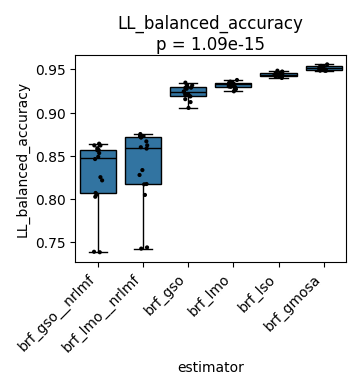 LL_balanced_accuracy
p = 1.09e-15
LL_balanced_accuracy
0.95
0.90
0.85
0.80
0.75
brf_gso__nrlmf
brf_lmo__nrlmf
brf_gso
brf_lmo
brf_lso
brf_gmosa
estimator